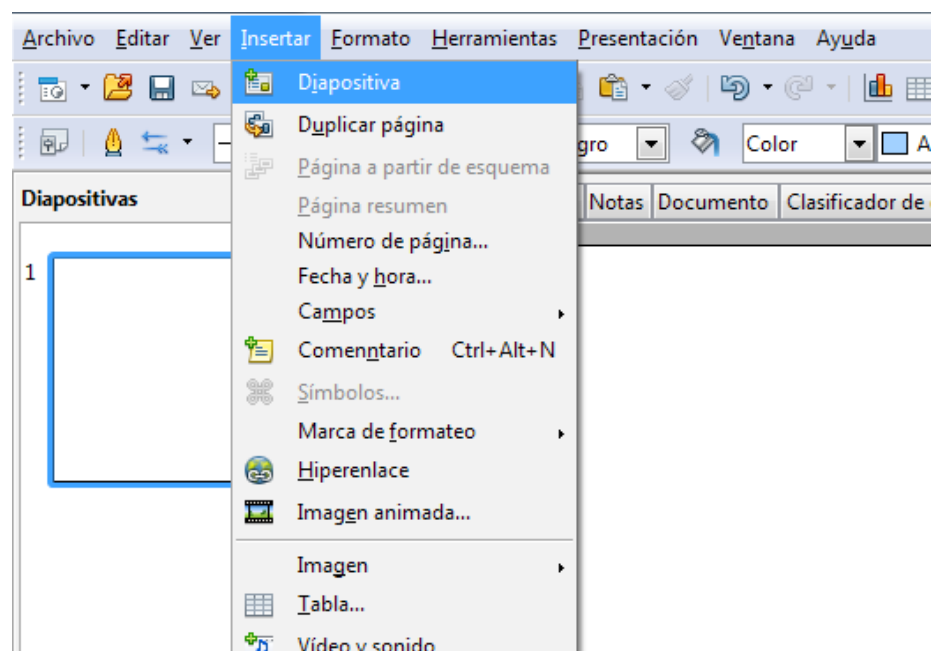 Archivo Editar Ver Insertar Formato Herramientas Presentación Ventana Ayuda
gro Color A
Diapositivas
Notas Documento Clasificador de
1
Diapositiva
Duplicar página
Página a partir de esquema
Página resumen
Número de página...
Fecha y hora...
Campos
Comenntario Ctrl+Alt+N
Símbolos...
Marca de formateo
Hiperenlace
Imagen animada...
Imagen
Tabla...
Vídeo y sonido